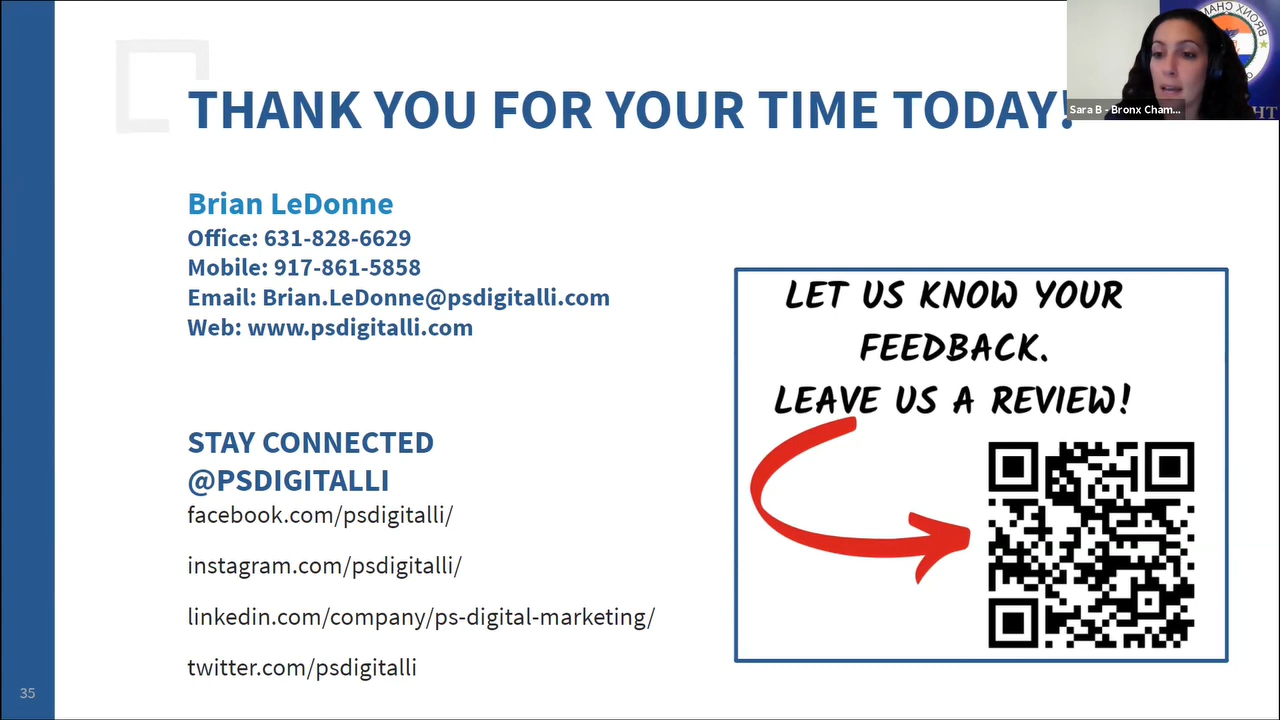 THANK YOU FOR YOUR TIME TODAY!
Sara B - Bronx Cham...
Brian LeDonne
Office: 631-828-6629
Mobile: 917-861-5858
Email: Brian.LeDonne@psdigitalli.com
Web: www.psdigitalli.com
LET US KNOW YOUR
FEEDBACK.
LEAVE US A REVIEW!
STAY CONNECTED
@PSDIGITALLI
facebook.com/psdigitalli/
instagram.com/psdigitalli/
linkedin.com/company/ps-digital-marketing/
twitter.com/psdigitalli
35